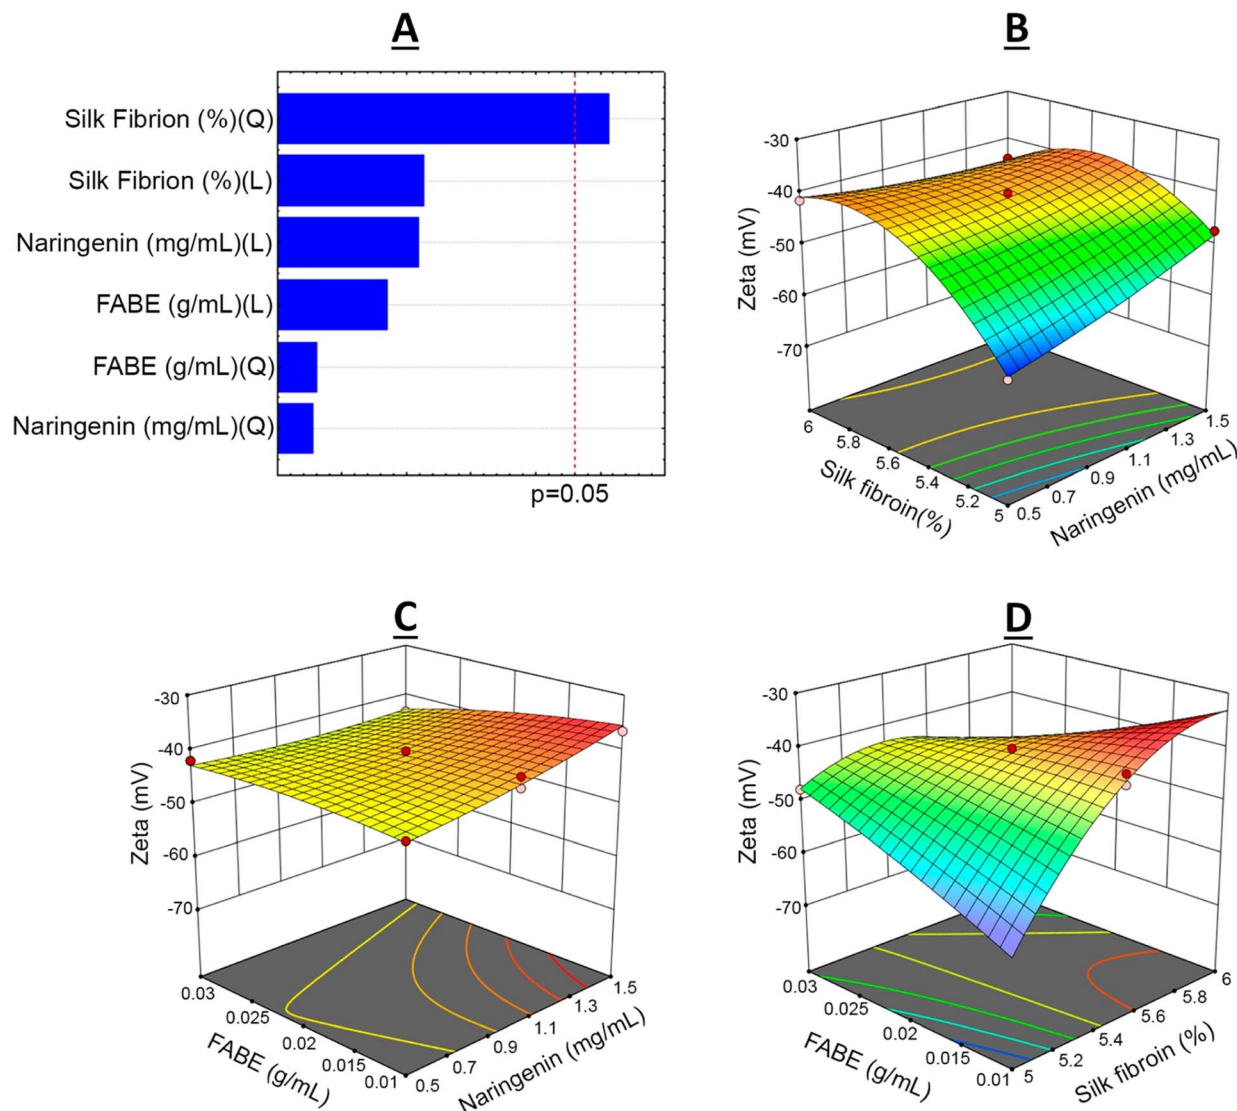 A
Silk Fibrion (%)(Q)
Silk Fibrion (%)(L)
Naringenin (mg/mL)(L)
FABE (g/mL)(L)
FABE (g/mL)(Q)
Naringenin (mg/mL)(Q)
p=0.05
B
-30
-40
-50
-60
-70
Zeta (mV)
6
5.8
5.6
5.4
5.2
5
Silk fibroin(%)
0.5
0.7
0.9
1.1
1.3
1.5
Naringenin (mg/mL)
C
-30
-40
-50
-60
-70
Zeta (mV)
0.03
0.025
0.02
0.015
0.01
FABE (g/mL)
0.5
0.7
0.9
1.1
1.3
1.5
Naringenin (mg/mL)
D
-30
-40
-50
-60
-70
Zeta (mV)
0.03
0.025
0.02
0.015
0.01
FABE (g/mL)
5
5.2
5.4
5.6
5.8
6
Silk fibroin (%)